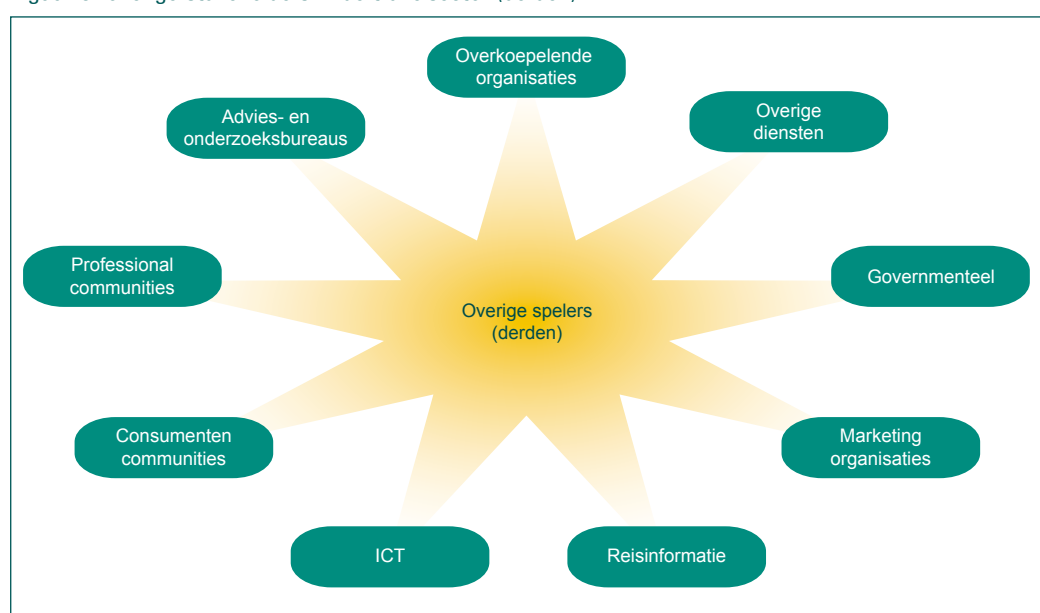 Overkoepelende
organisaties
Advies- en
onderzoeksbureaus
Overige
diensten
Professional
communities
Governmenteel
Overige spelers
(derden)
Consumenten
communities
Marketing
organisaties
ICT
Reisinformatie